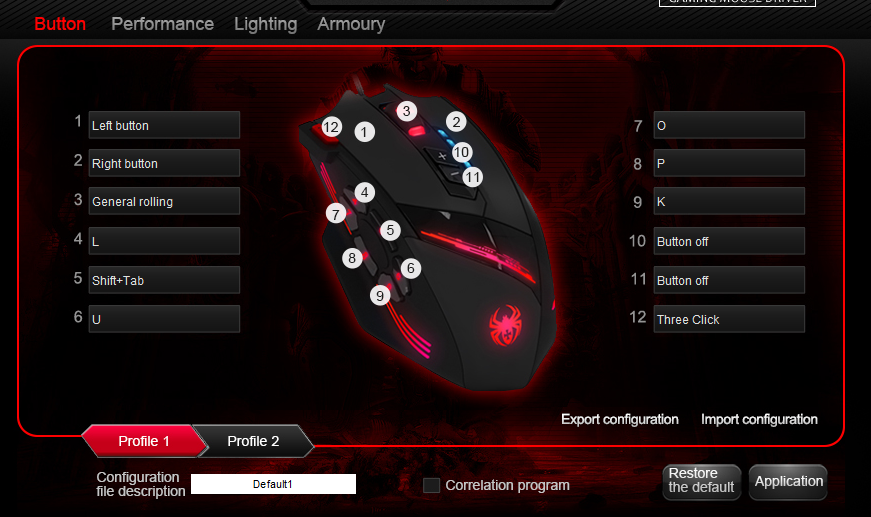 GAMING MOUSE DRIVER
Button Performance Lighting Armoury
1 Left button
2 Right button
3 General rolling
4 L
5 Shift+Tab
6 U
3
2
12
1
10
+
11
-
4
7
5
8
6
9
7 O
8 P
9 K
10 Button off
11 Button off
12 Three Click
Export configuration Import configuration
Profile 1 Profile 2
Configuration
file description
Default1
Correlation program
Restore
the default
Application